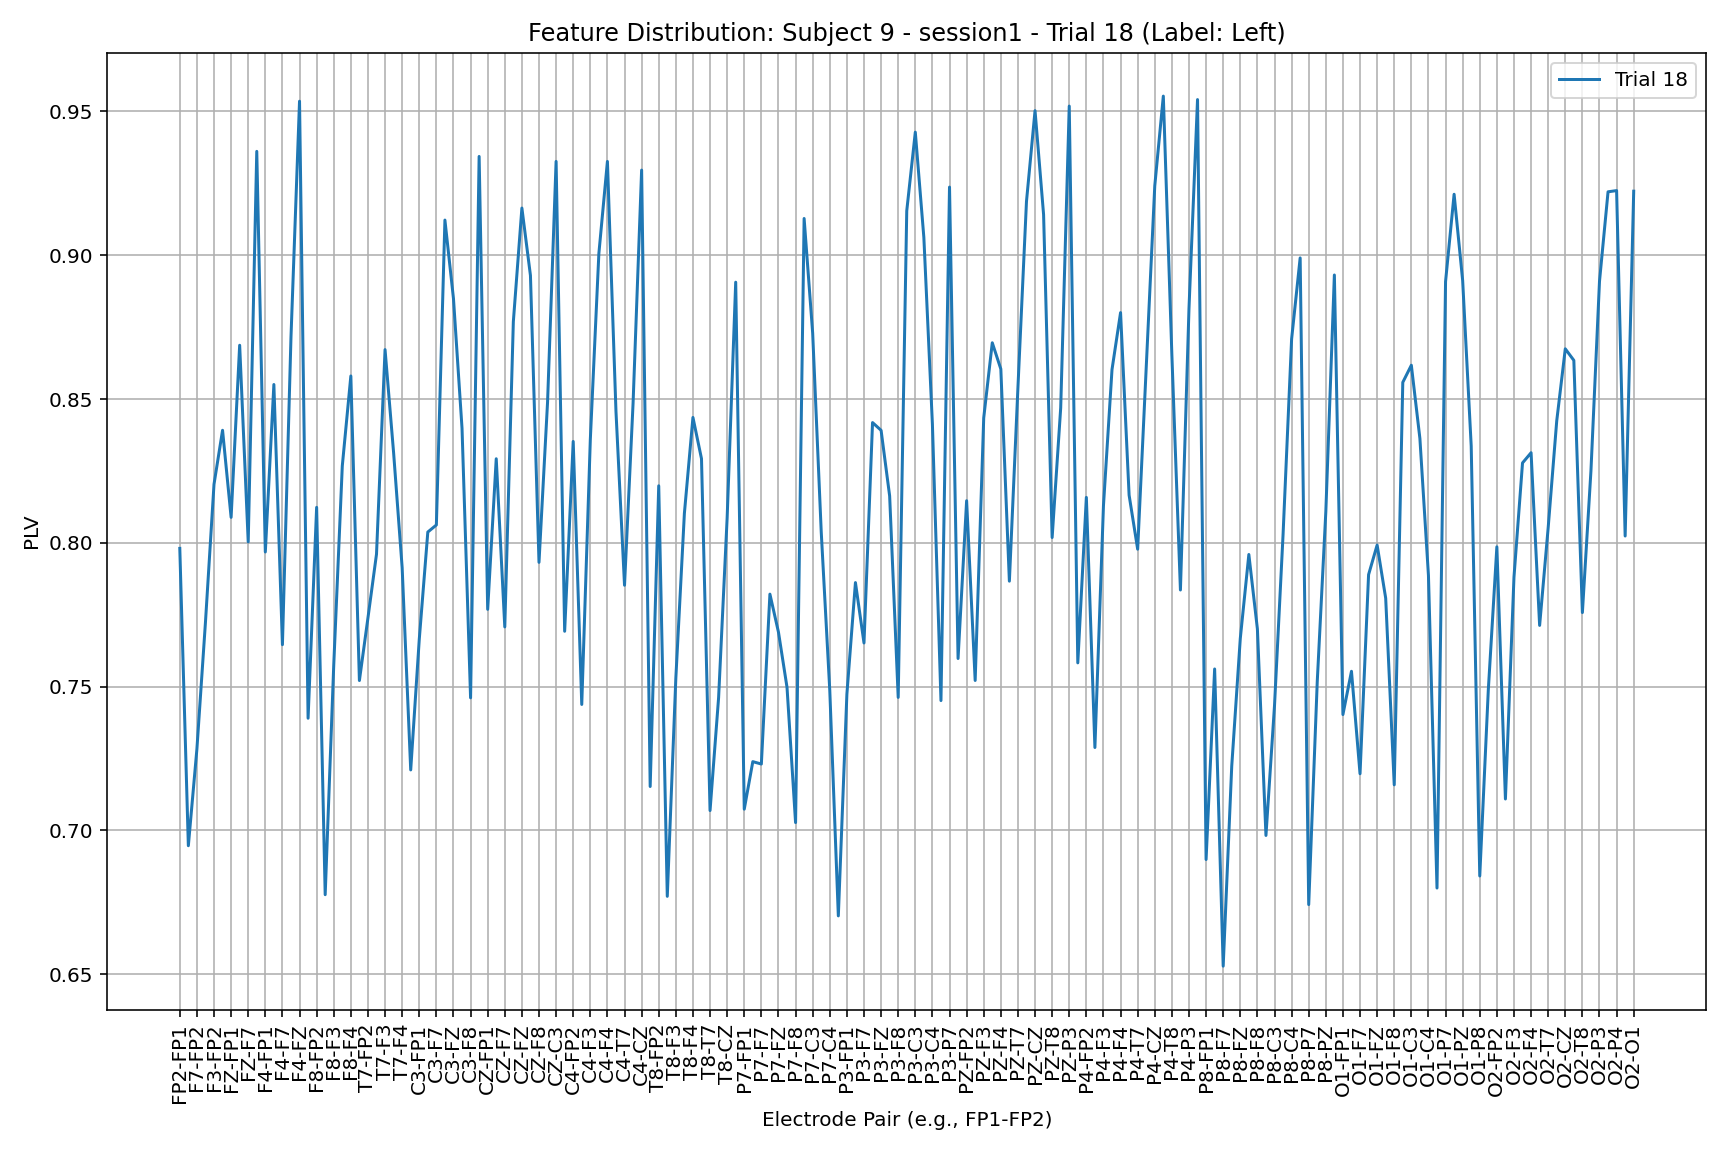 Feature Distribution: Subject 9 - session1 - Trial 18 (Label: Left)
Trial 18
PLV
0.95
0.90
0.85
0.80
0.75
0.70
0.65
FP2-FP1
F7-FP2
F3-FP2
FZ-FP1
FZ-F7
F4-FP1
F4-F7
F4-FZ
F8-FP2
F8-F3
F8-F4
T7-FP2
T7-F3
T7-F4
C3-FP1
C3-F7
C3-FZ
C3-F8
CZ-FP1
CZ-F7
CZ-FZ
CZ-F8
CZ-C3
C4-FP2
C4-F3
C4-F4
C4-T7
C4-CZ
T8-FP2
T8-F3
T8-F4
T8-T7
T8-CZ
P7-FP1
P7-F7
P7-FZ
P7-F8
P7-C3
P7-C4
P3-FP1
P3-F7
P3-FZ
P3-F8
P3-C3
P3-C4
P3-P7
PZ-FP2
PZ-F3
PZ-F4
PZ-T7
PZ-CZ
PZ-T8
PZ-P3
P4-FP2
P4-F3
P4-F4
P4-T7
P4-CZ
P4-T8
P4-P3
P8-FP1
P8-F7
P8-FZ
P8-F8
P8-C3
P8-C4
P8-P7
P8-PZ
O1-FP1
O1-F7
O1-FZ
O1-F8
O1-C3
O1-C4
O1-P7
O1-PZ
O1-P8
O2-FP2
O2-F3
O2-F4
O2-T7
O2-CZ
O2-T8
O2-P3
O2-P4
O2-O1
Electrode Pair (e.g., FP1-FP2)